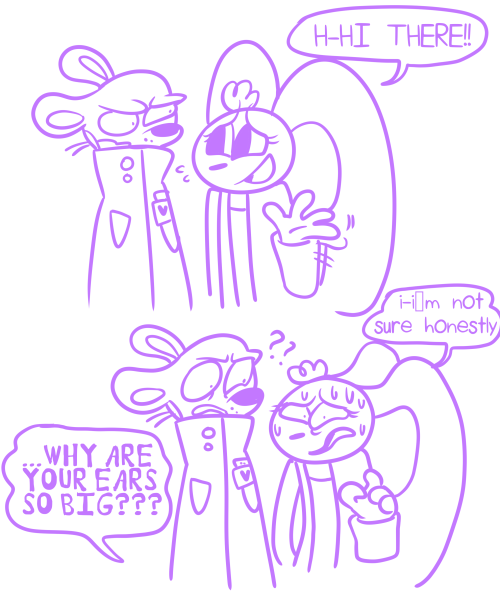 H-HI THERE!!
i-i▯m not
sure honestly
...WHY ARE
YOUR EARS
SO BIG???
??